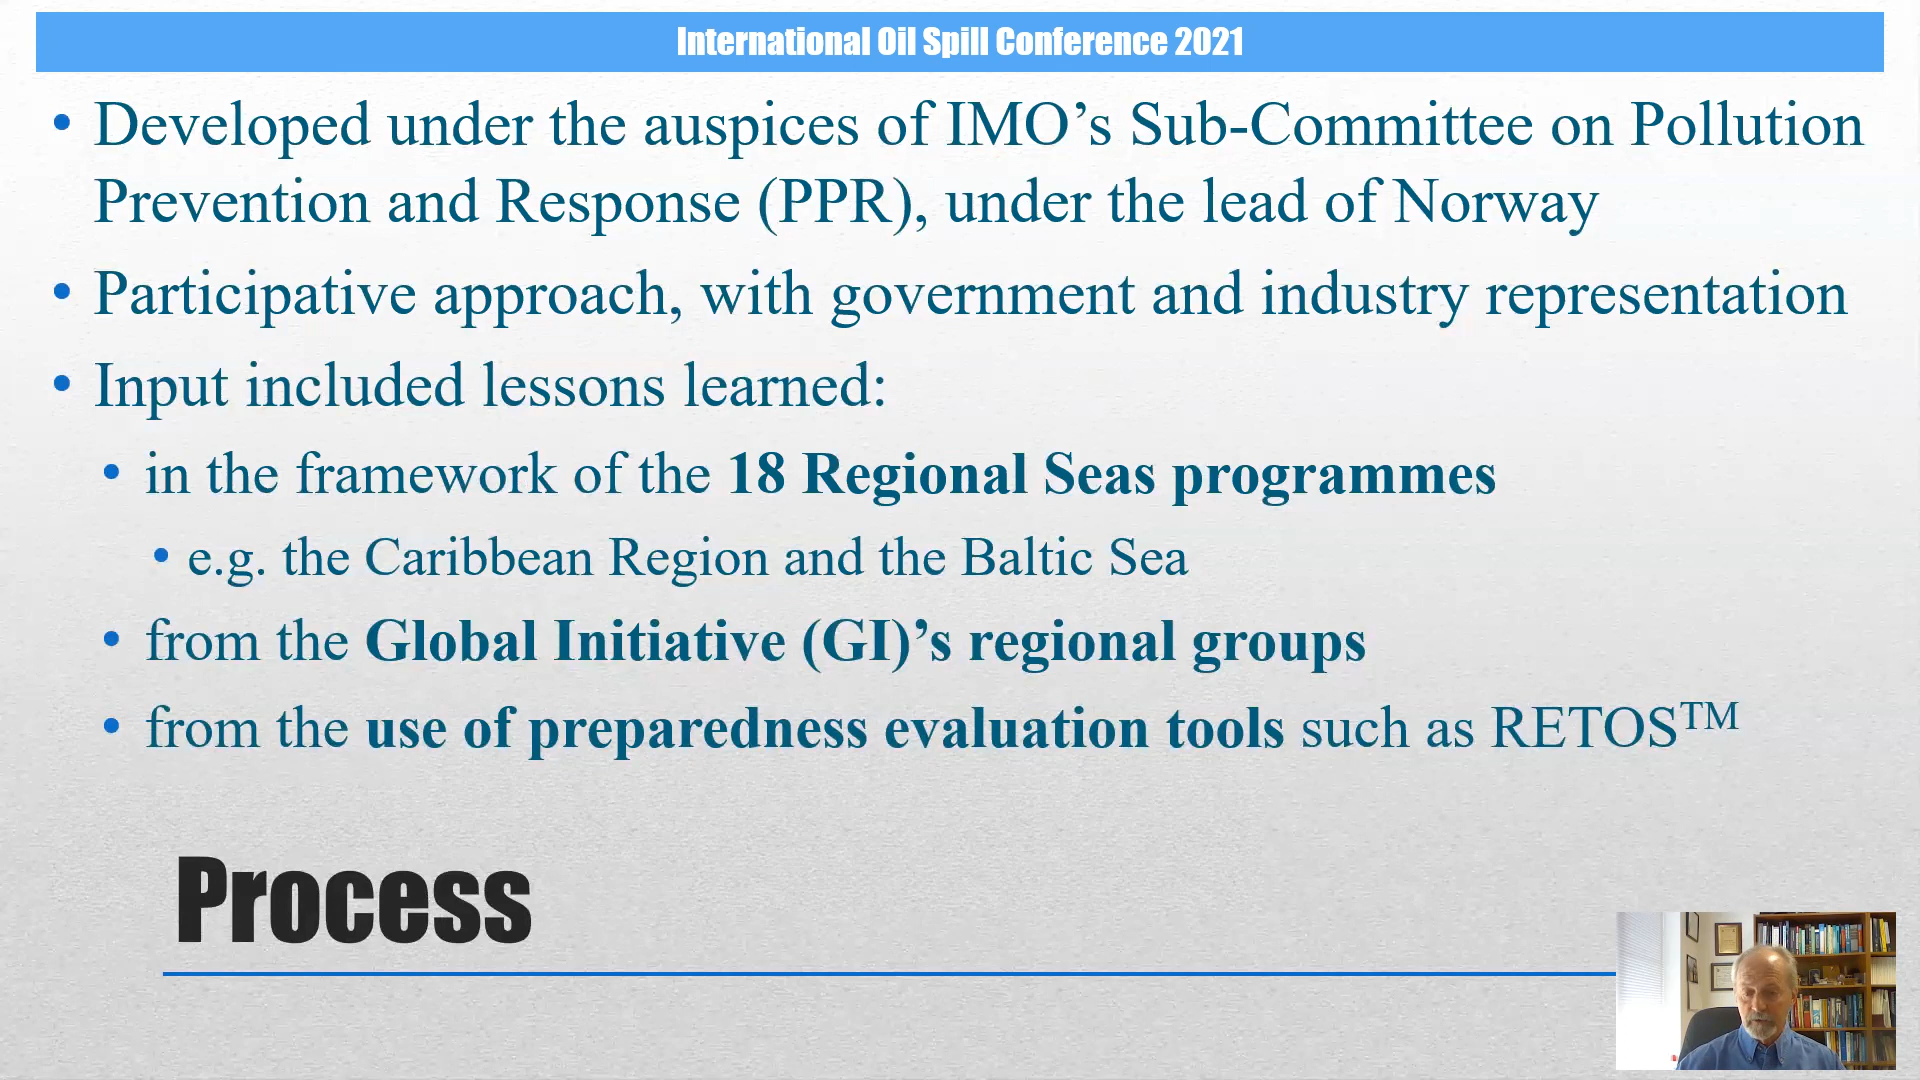 International Oil Spill Conference 2021
• Developed under the auspices of IMO’s Sub-Committee on Pollution
Prevention and Response (PPR), under the lead of Norway
• Participative approach, with government and industry representation
• Input included lessons learned:
• in the framework of the 18 Regional Seas programmes
• e.g. the Caribbean Region and the Baltic Sea
• from the Global Initiative (GI)’s regional groups
• from the use of preparedness evaluation tools such as RETOS™
Process